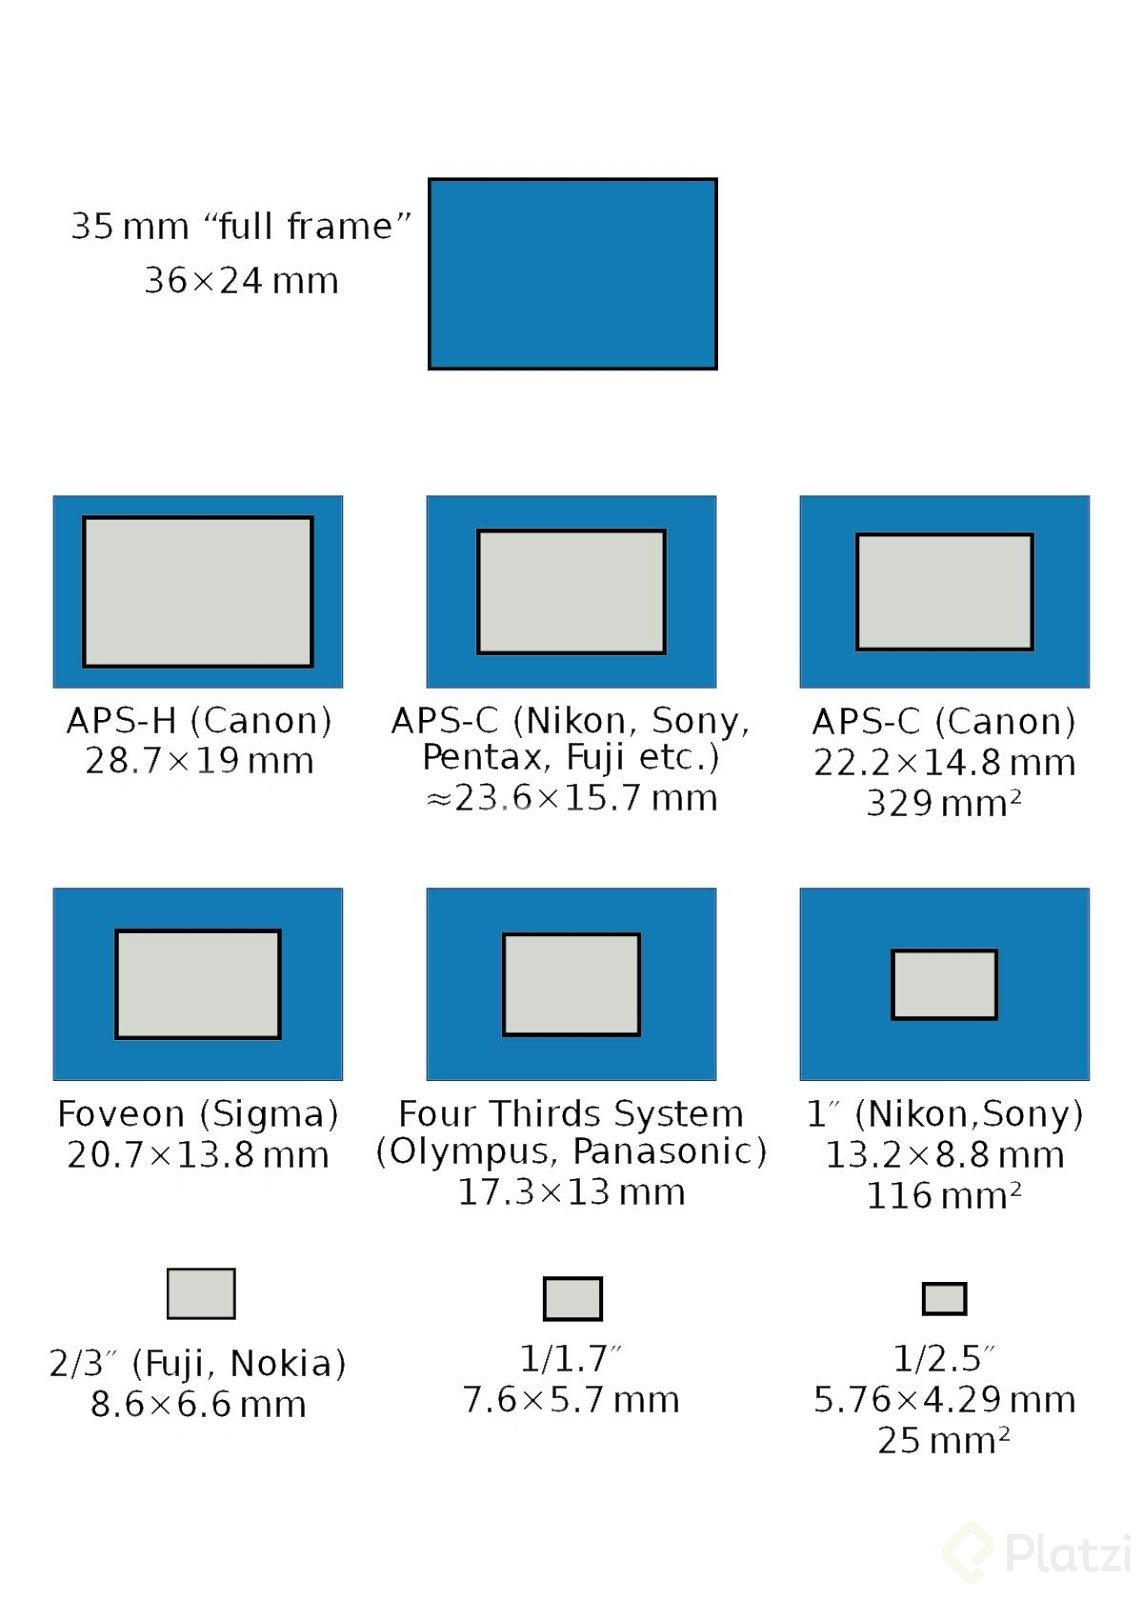 35 mm “full frame”
36×24 mm
APS-H (Canon)
28.7×19 mm
APS-C (Nikon, Sony,
Pentax, Fuji etc.)
≈23.6×15.7 mm
APS-C (Canon)
22.2×14.8 mm
329 mm²
Foveon (Sigma)
20.7×13.8 mm
Four Thirds System
(Olympus, Panasonic)
17.3×13 mm
1″ (Nikon,Sony)
13.2×8.8 mm
116 mm²
2/3″ (Fuji, Nokia)
8.6×6.6 mm
1/1.7″
7.6×5.7 mm
1/2.5″
5.76×4.29 mm
25 mm²
Platzi